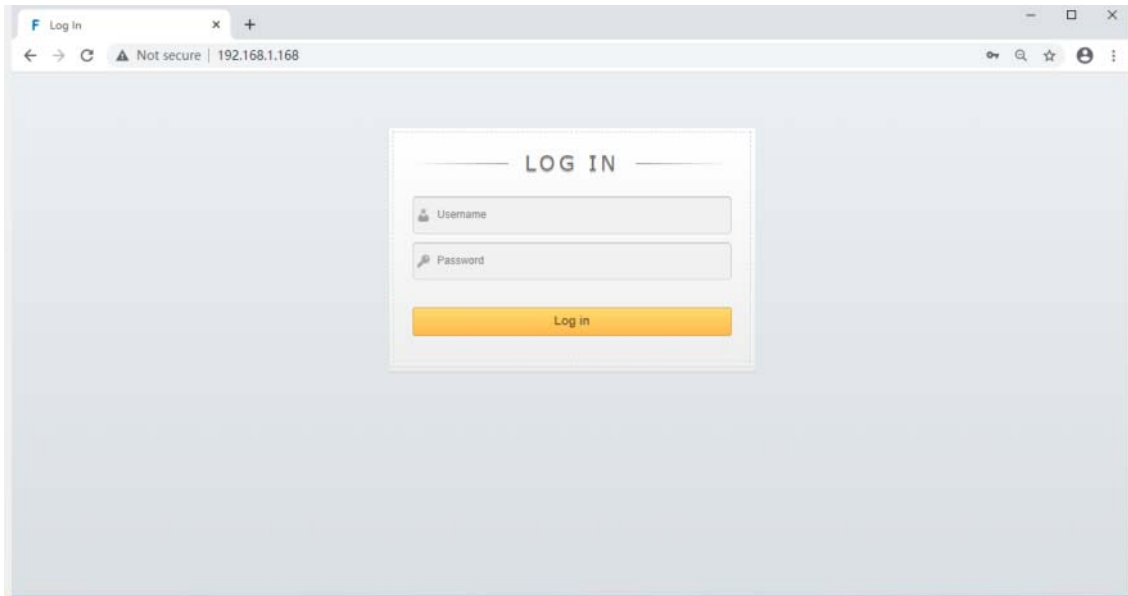 F Log In
Not secure | 192.168.1.168
LOG IN
Username
Password
Log in